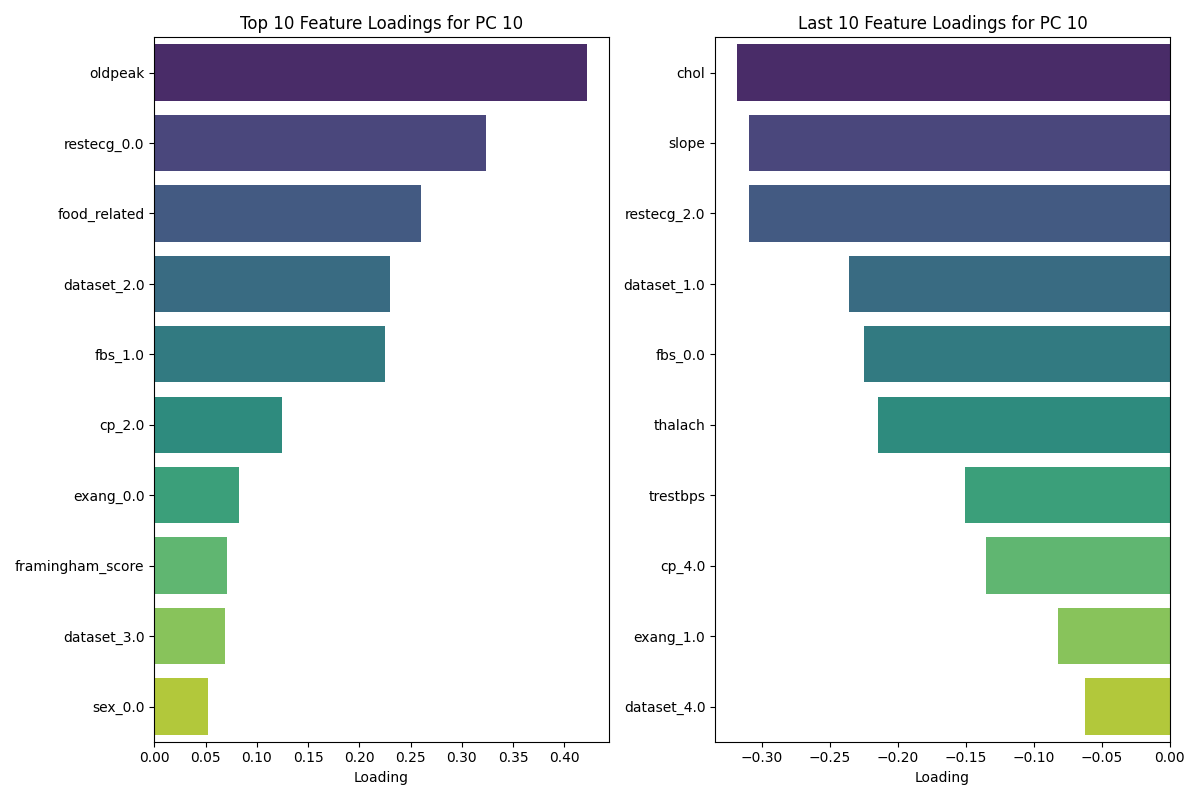 Top 10 Feature Loadings for PC 10
oldpeak
restecg_0.0
food_related
dataset_2.0
fbs_1.0
cp_2.0
exang_0.0
framingham_score
dataset_3.0
sex_0.0
0.00 0.05 0.10 0.15 0.20 0.25 0.30 0.35 0.40
Loading
Last 10 Feature Loadings for PC 10
chol
slope
restecg_2.0
dataset_1.0
fbs_0.0
thalach
trestbps
cp_4.0
exang_1.0
dataset_4.0
−0.30 −0.25 −0.20 −0.15 −0.10 −0.05 0.00
Loading